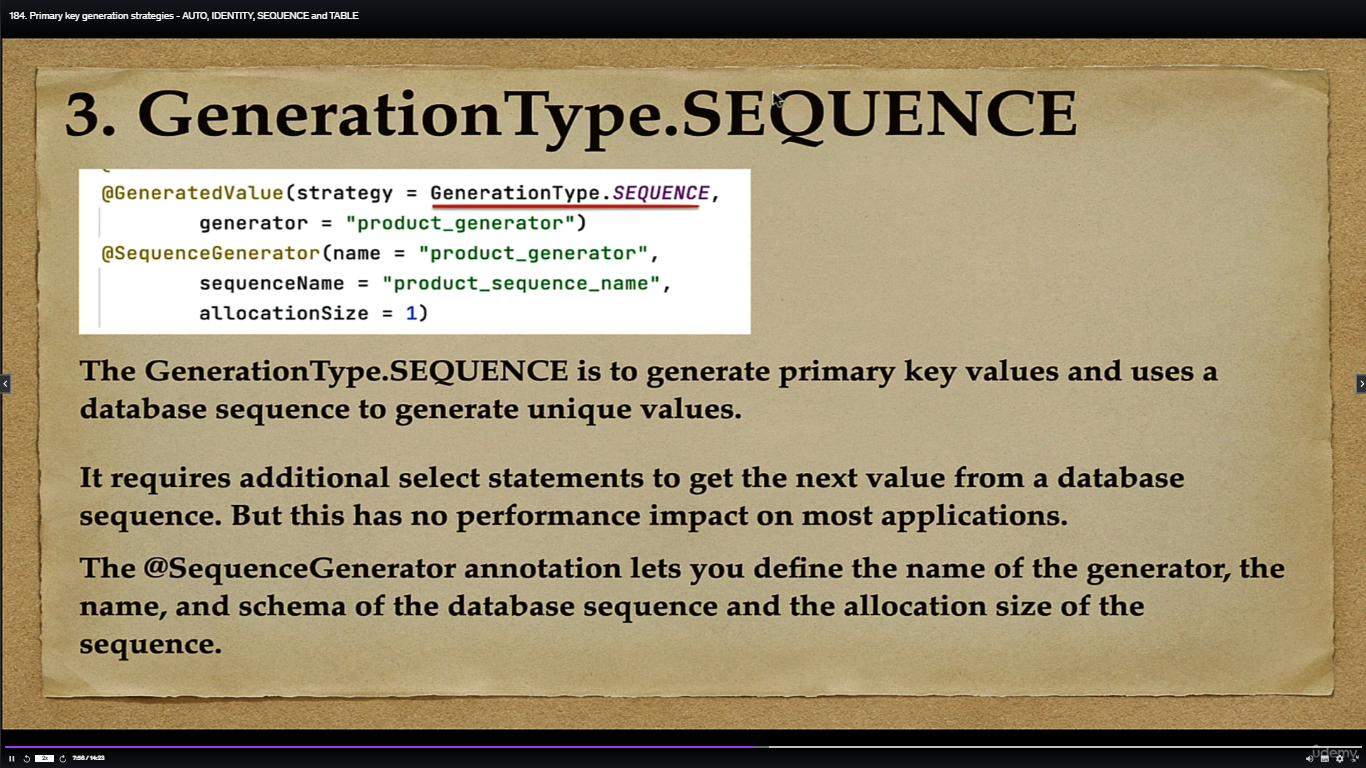 184. Primary key generation strategies - AUTO, IDENTITY, SEQUENCE and TABLE
3. GenerationType.SEQUENCE
@GeneratedValue(strategy = GenerationType.SEQUENCE,
generator = "product_generator")
@SequenceGenerator(name = "product_generator",
sequenceName = "product_sequence_name",
allocationSize = 1)
The GenerationType.SEQUENCE is to generate primary key values and uses a
database sequence to generate unique values.
It requires additional select statements to get the next value from a database
sequence. But this has no performance impact on most applications.
The @SequenceGenerator annotation lets you define the name of the generator, the
name, and schema of the database sequence and the allocation size of the
sequence.
2x
7:56 / 14:23
ûdemy